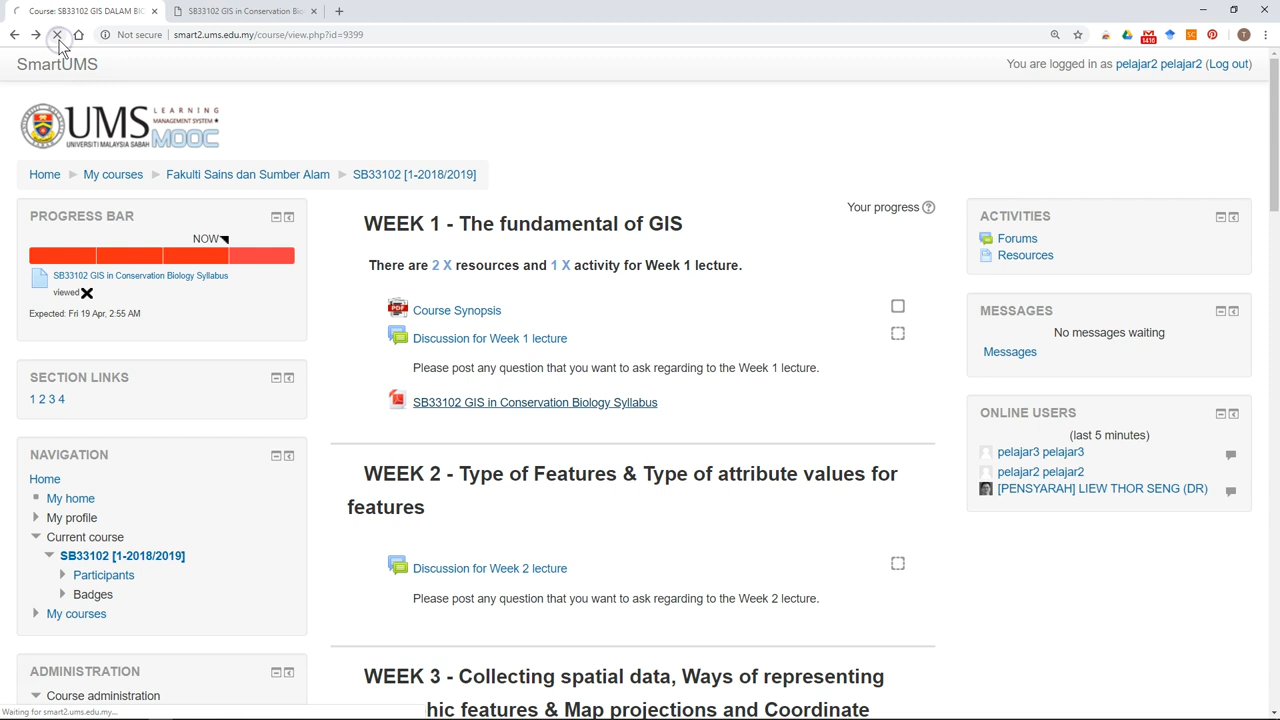 Course: SB33102 GIS DALAM BIO
SB33102 GIS in Conservation Bio
Not secure
smart2.ums.edu.my/course/view.php?id=9399
1416
SC
T
SmartUMS
You are logged in as pelajar2 pelajar2 (Log out)
UMS
UNIVERSITI MALAYSIA SABAH
LEARNING
MANAGEMENT SYSTEM
MOOC
Home
My courses
Fakulti Sains dan Sumber Alam
SB33102 [1-2018/2019]
PROGRESS BAR
NOW
SB33102 GIS in Conservation Biology Syllabus
viewed
Expected: Fri 19 Apr, 2:55 AM
SECTION LINKS
1 2 3 4
NAVIGATION
Home
My home
My profile
Current course
SB33102 [1-2018/2019]
Participants
Badges
My courses
ADMINISTRATION
Course administration
Waiting for smart2.ums.edu.my...
Your progress
WEEK 1 - The fundamental of GIS
There are 2 X resources and 1 X activity for Week 1 lecture.
PDF
Course Synopsis
Discussion for Week 1 lecture
Please post any question that you want to ask regarding to the Week 1 lecture.
SB33102 GIS in Conservation Biology Syllabus
WEEK 2 - Type of Features & Type of attribute values for
features
Discussion for Week 2 lecture
Please post any question that you want to ask regarding to the Week 2 lecture.
WEEK 3 - Collecting spatial data, Ways of representing
hic features & Map projections and Coordinate
ACTIVITIES
Forums
Resources
MESSAGES
No messages waiting
Messages
ONLINE USERS
(last 5 minutes)
pelajar3 pelajar3
pelajar2 pelajar2
[PENSYARAH] LIEW THOR SENG (DR)